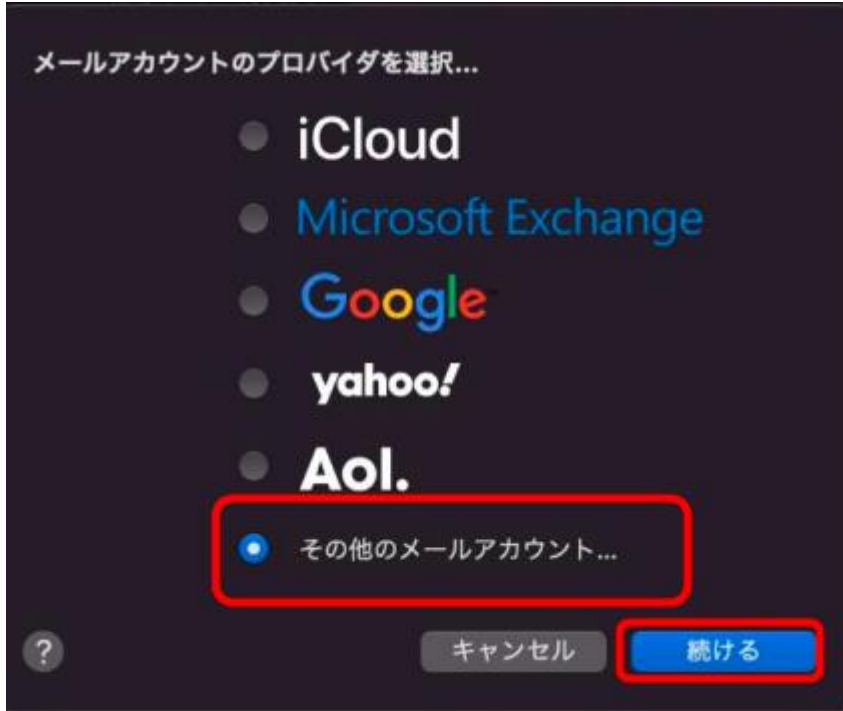 メールアカウントのプロバイダを選択...
iCloud
Microsoft Exchange
Google
yahoo!
Aol.
その他のメールアカウント...
? キャンセル 続ける